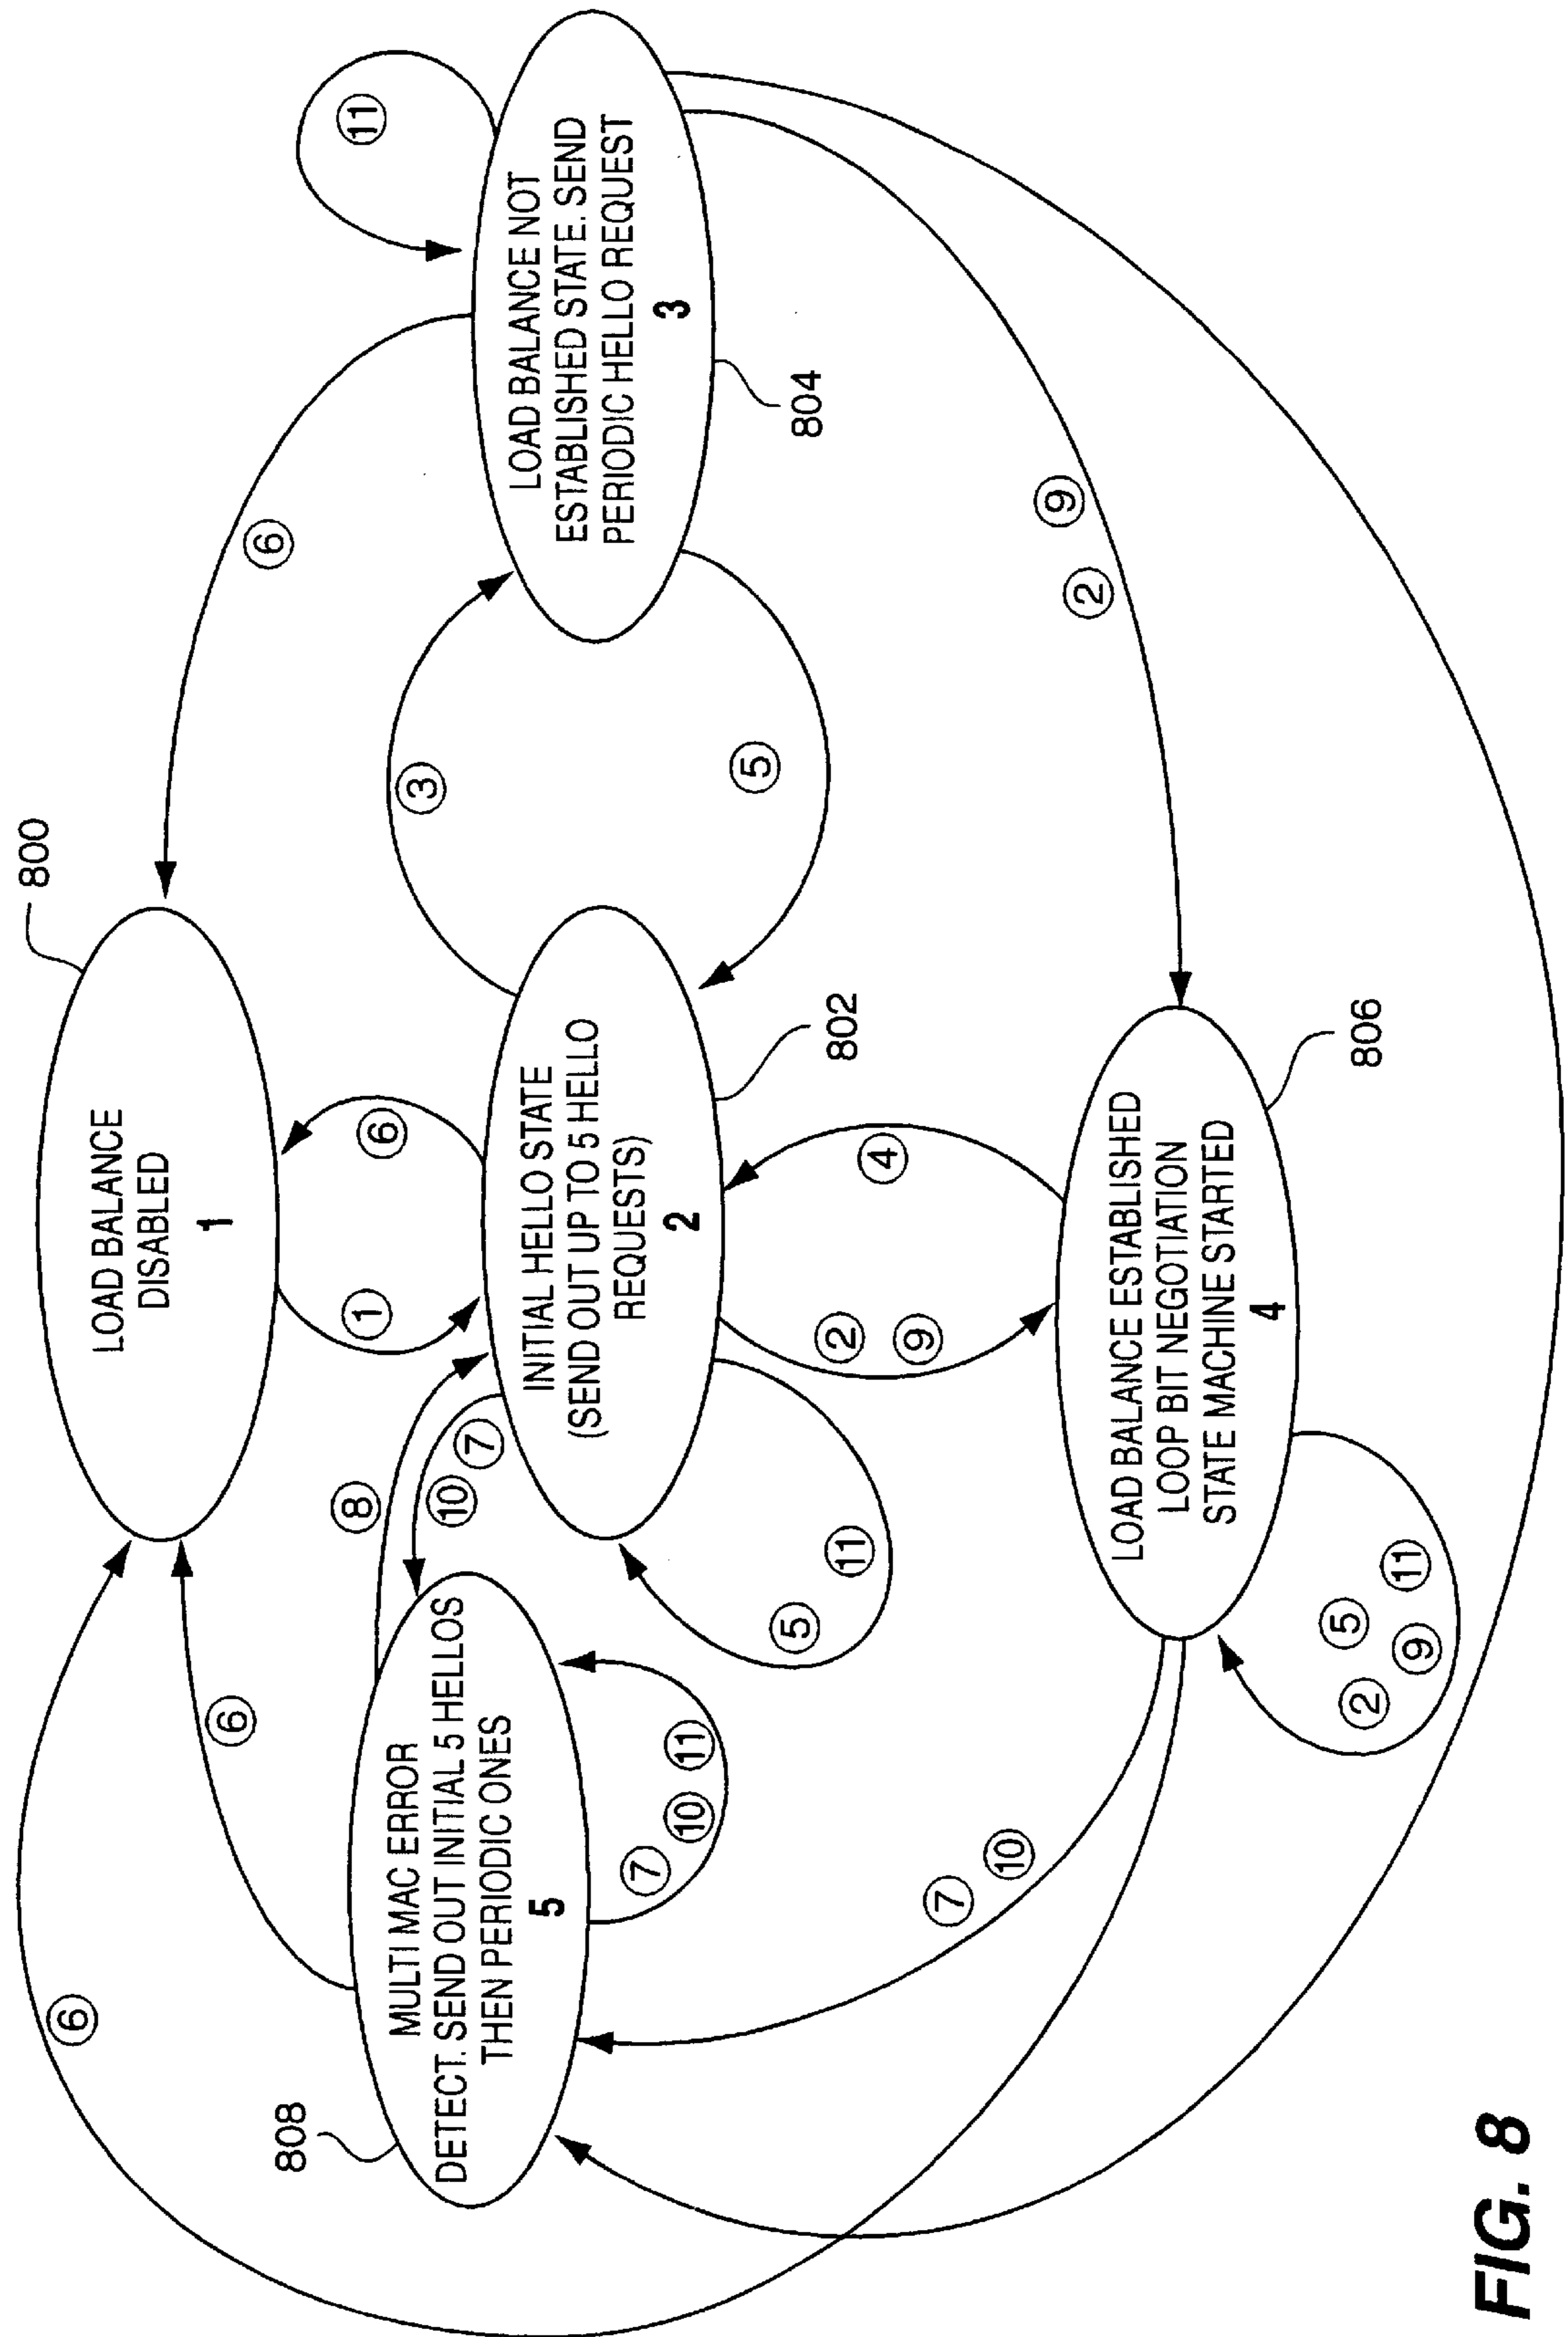 800
LOAD BALANCE
DISABLED
1
6
6
6
6
1
8
10
7
3
11
808
MULTI MAC ERROR
DETECT. SEND OUT INITIAL 5 HELLOS
THEN PERIODIC ONES
5
INITIAL HELLO STATE
(SEND OUT UP TO 5 HELLO
REQUESTS)
2
802
LOAD BALANCE NOT
ESTABLISHED STATE. SEND
PERIODIC HELLO REQUEST
3
804
7
10
11
5
11
5
2
9
4
2
9
7
10
LOAD BALANCE ESTABLISHED
LOOP BIT NEGOTIATION
STATE MACHINE STARTED
4
806
2
5
9
11
FIG. 8